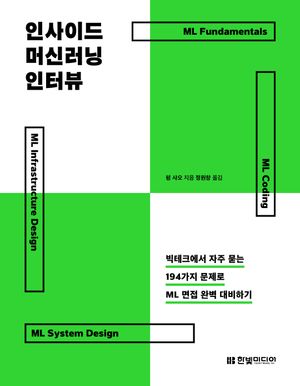 인사이드
머신러닝
인터뷰
ML Fundamentals
ML Infrastructure Design
ML Coding
펑 샤오 지음 정원창 옮김
빅테크에서 자주 묻는
194가지 문제로
ML 면접 완벽 대비하기
ML System Design
한빛미디어